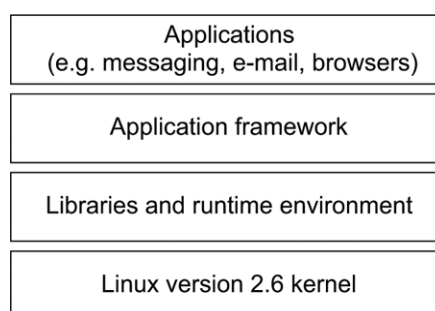 Applications
(e.g. messaging, e-mail, browsers)
Application framework
Libraries and runtime environment
Linux version 2.6 kernel